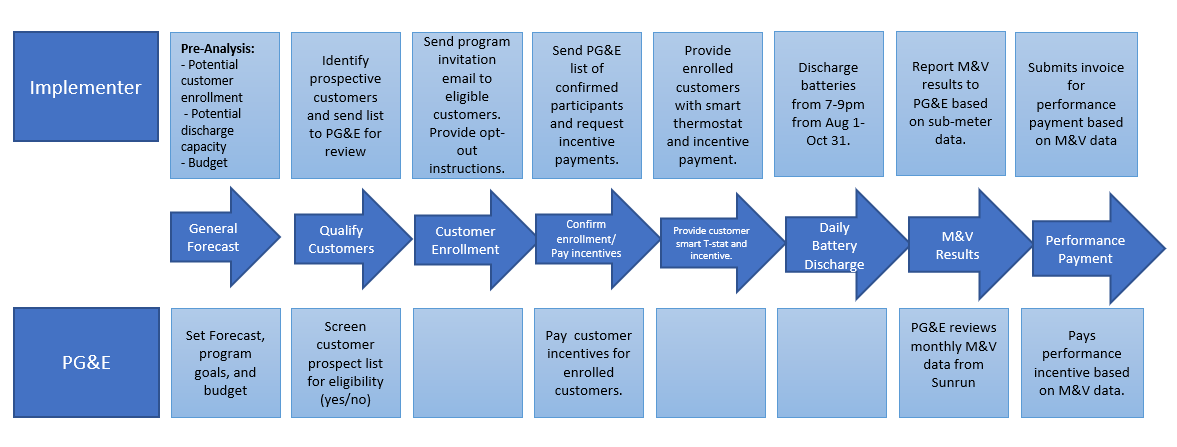 Implementer
Pre-Analysis:
- Potential
customer
enrollment
- Potential
discharge
capacity
- Budget
Identify
prospective
customers
and send list
to PG&E for
review
Send program
invitation
email to
eligible
customers.
Provide opt-
out
instructions.
Send PG&E
list of
confirmed
participants
and request
incentive
payments.
Provide
enrolled
customers
with smart
thermostat
and incentive
payment.
Discharge
batteries
from 7-9pm
from Aug 1-
Oct 31.
Report M&V
results to
PG&E based
on sub-meter
data.
Submits invoice
for
performance
payment based
on M&V data
General
Forecast
Qualify
Customers
Customer
Enrollment
Confirm
enrollment/
Pay incentives
Provide customer
smart T-stat and
incentive.
Daily
Battery
Discharge
M&V
Results
Performance
Payment
PG&E
Set Forecast,
program
goals, and
budget
Screen
customer
prospect list
for eligibility
(yes/no)
Pay customer
incentives for
enrolled
customers.
PG&E reviews
monthly M&V
data from
Sunrun
Pays
performance
incentive based
on M&V data.